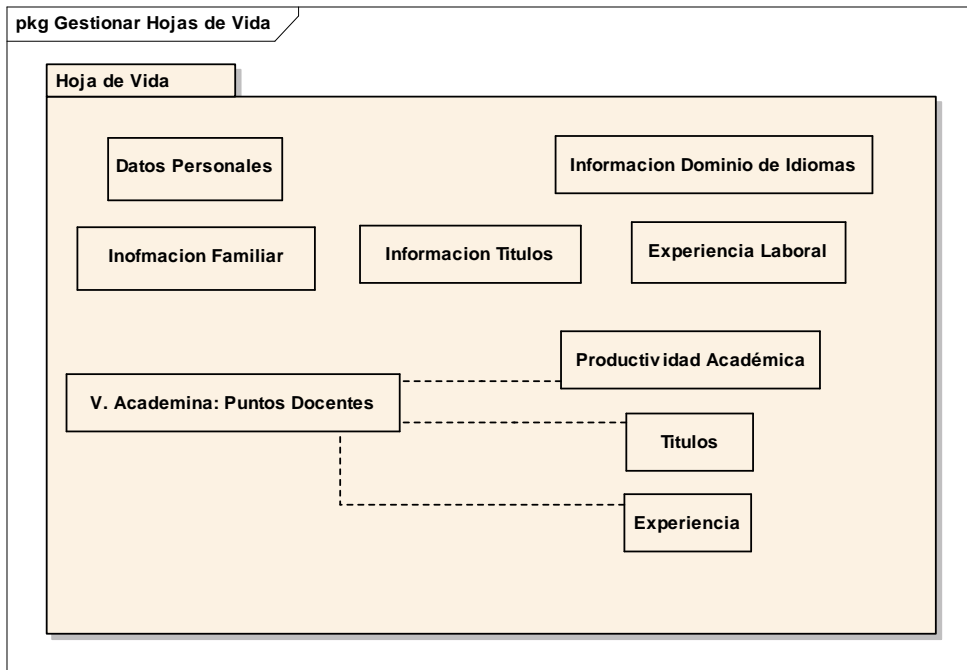 pkg Gestionar Hojas de Vida
Hoja de Vida
Datos Personales
Informacion Dominio de Idiomas
Inofmacion Familiar
Informacion Titulos
Experiencia Laboral
Productividad Académica
V. Academina: Puntos Docentes
Titulos
Experiencia